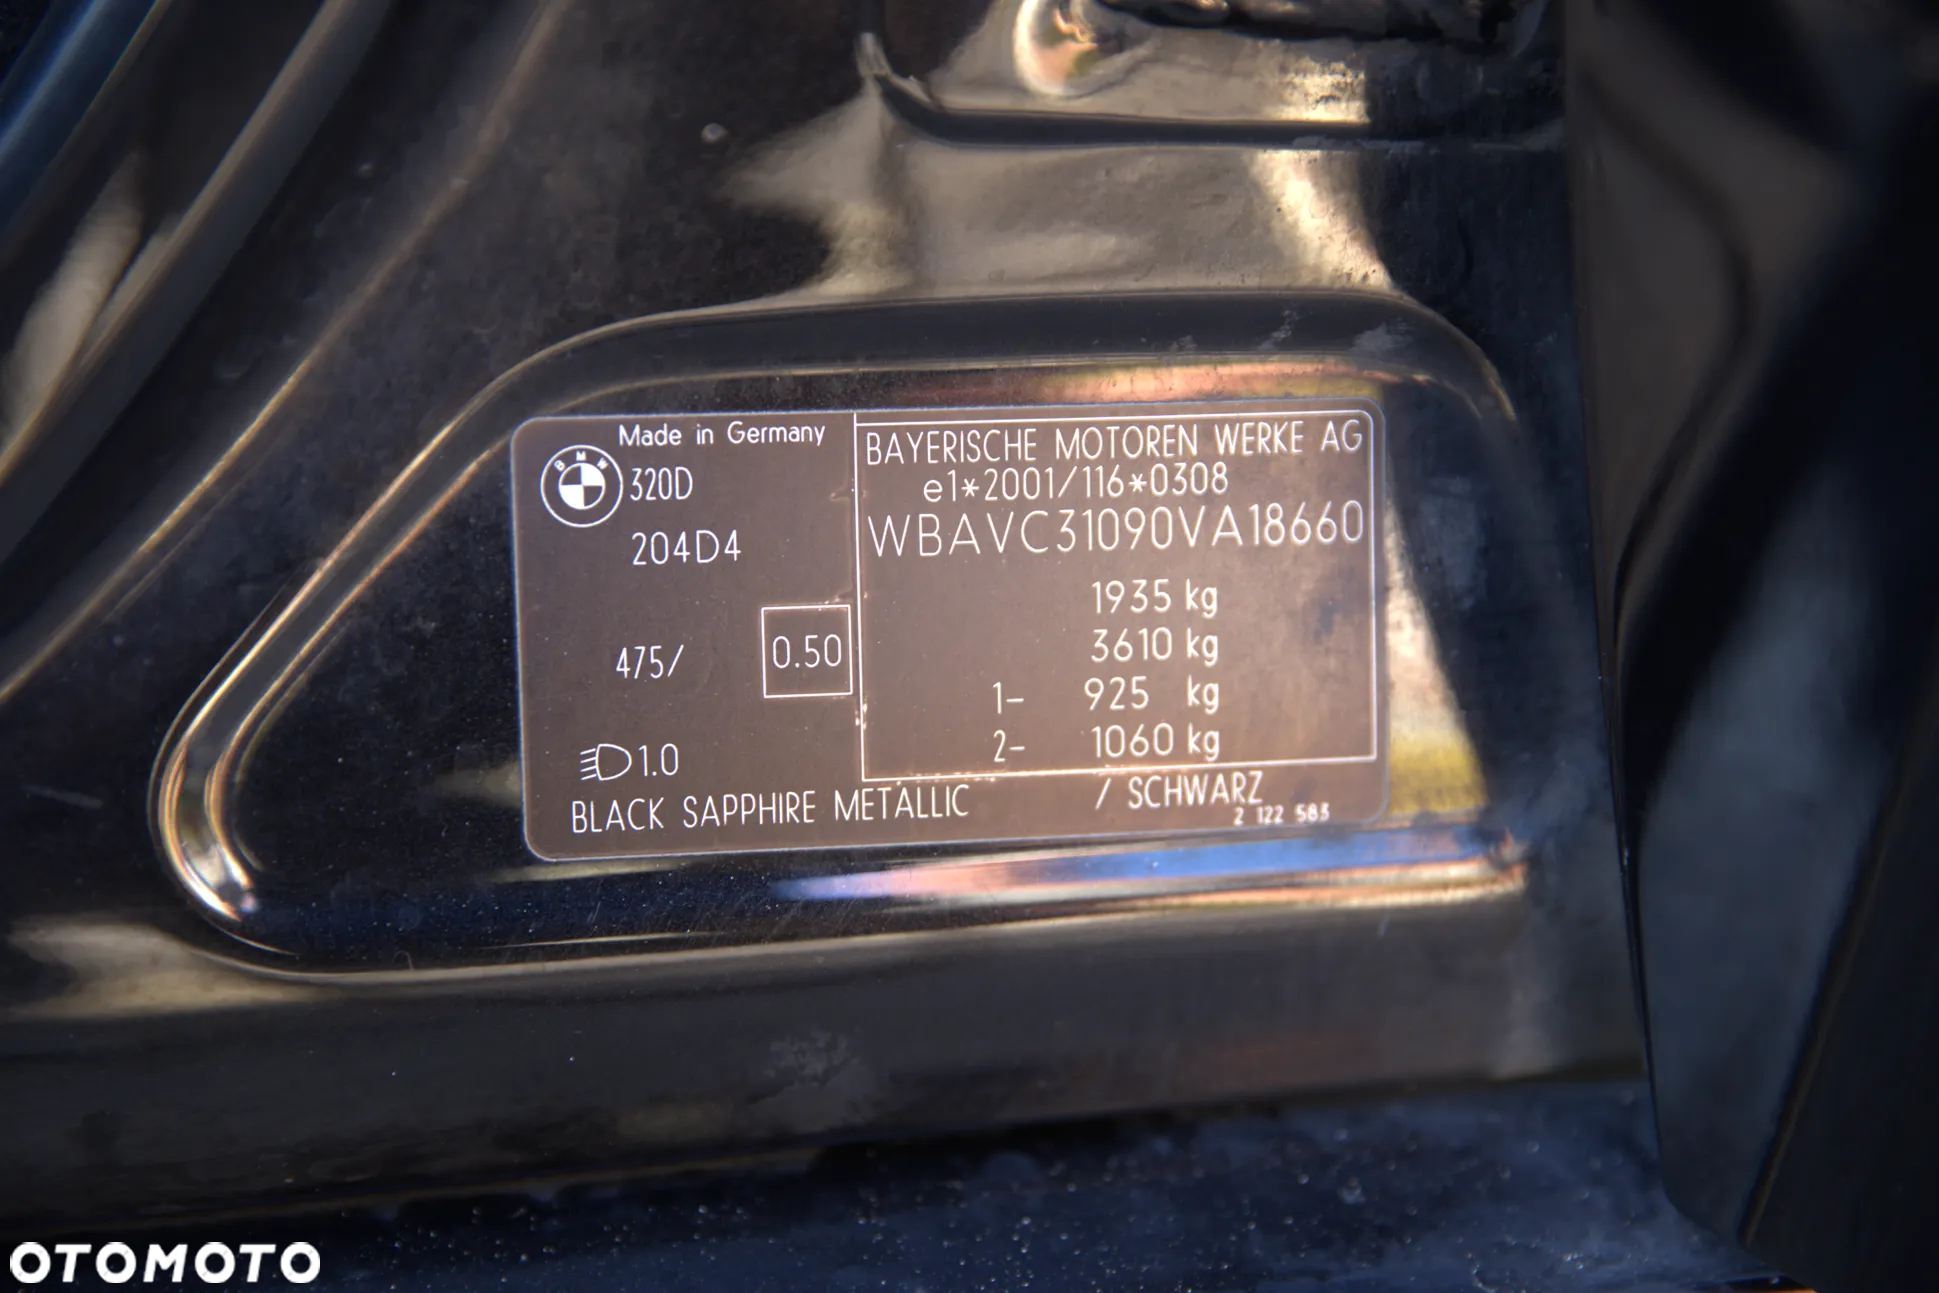 Made in Germany
BMW
320D
204D4
475/
0.50
1.0
BAYERISCHE MOTOREN WERKE AG
e1*2001/116*0308
WBAVC31090VA18660
1935 kg
3610 kg
1- 925 kg
2- 1060 kg
BLACK SAPPHIRE METALLIC / SCHWARZ
2 122 583
OTOMOTO